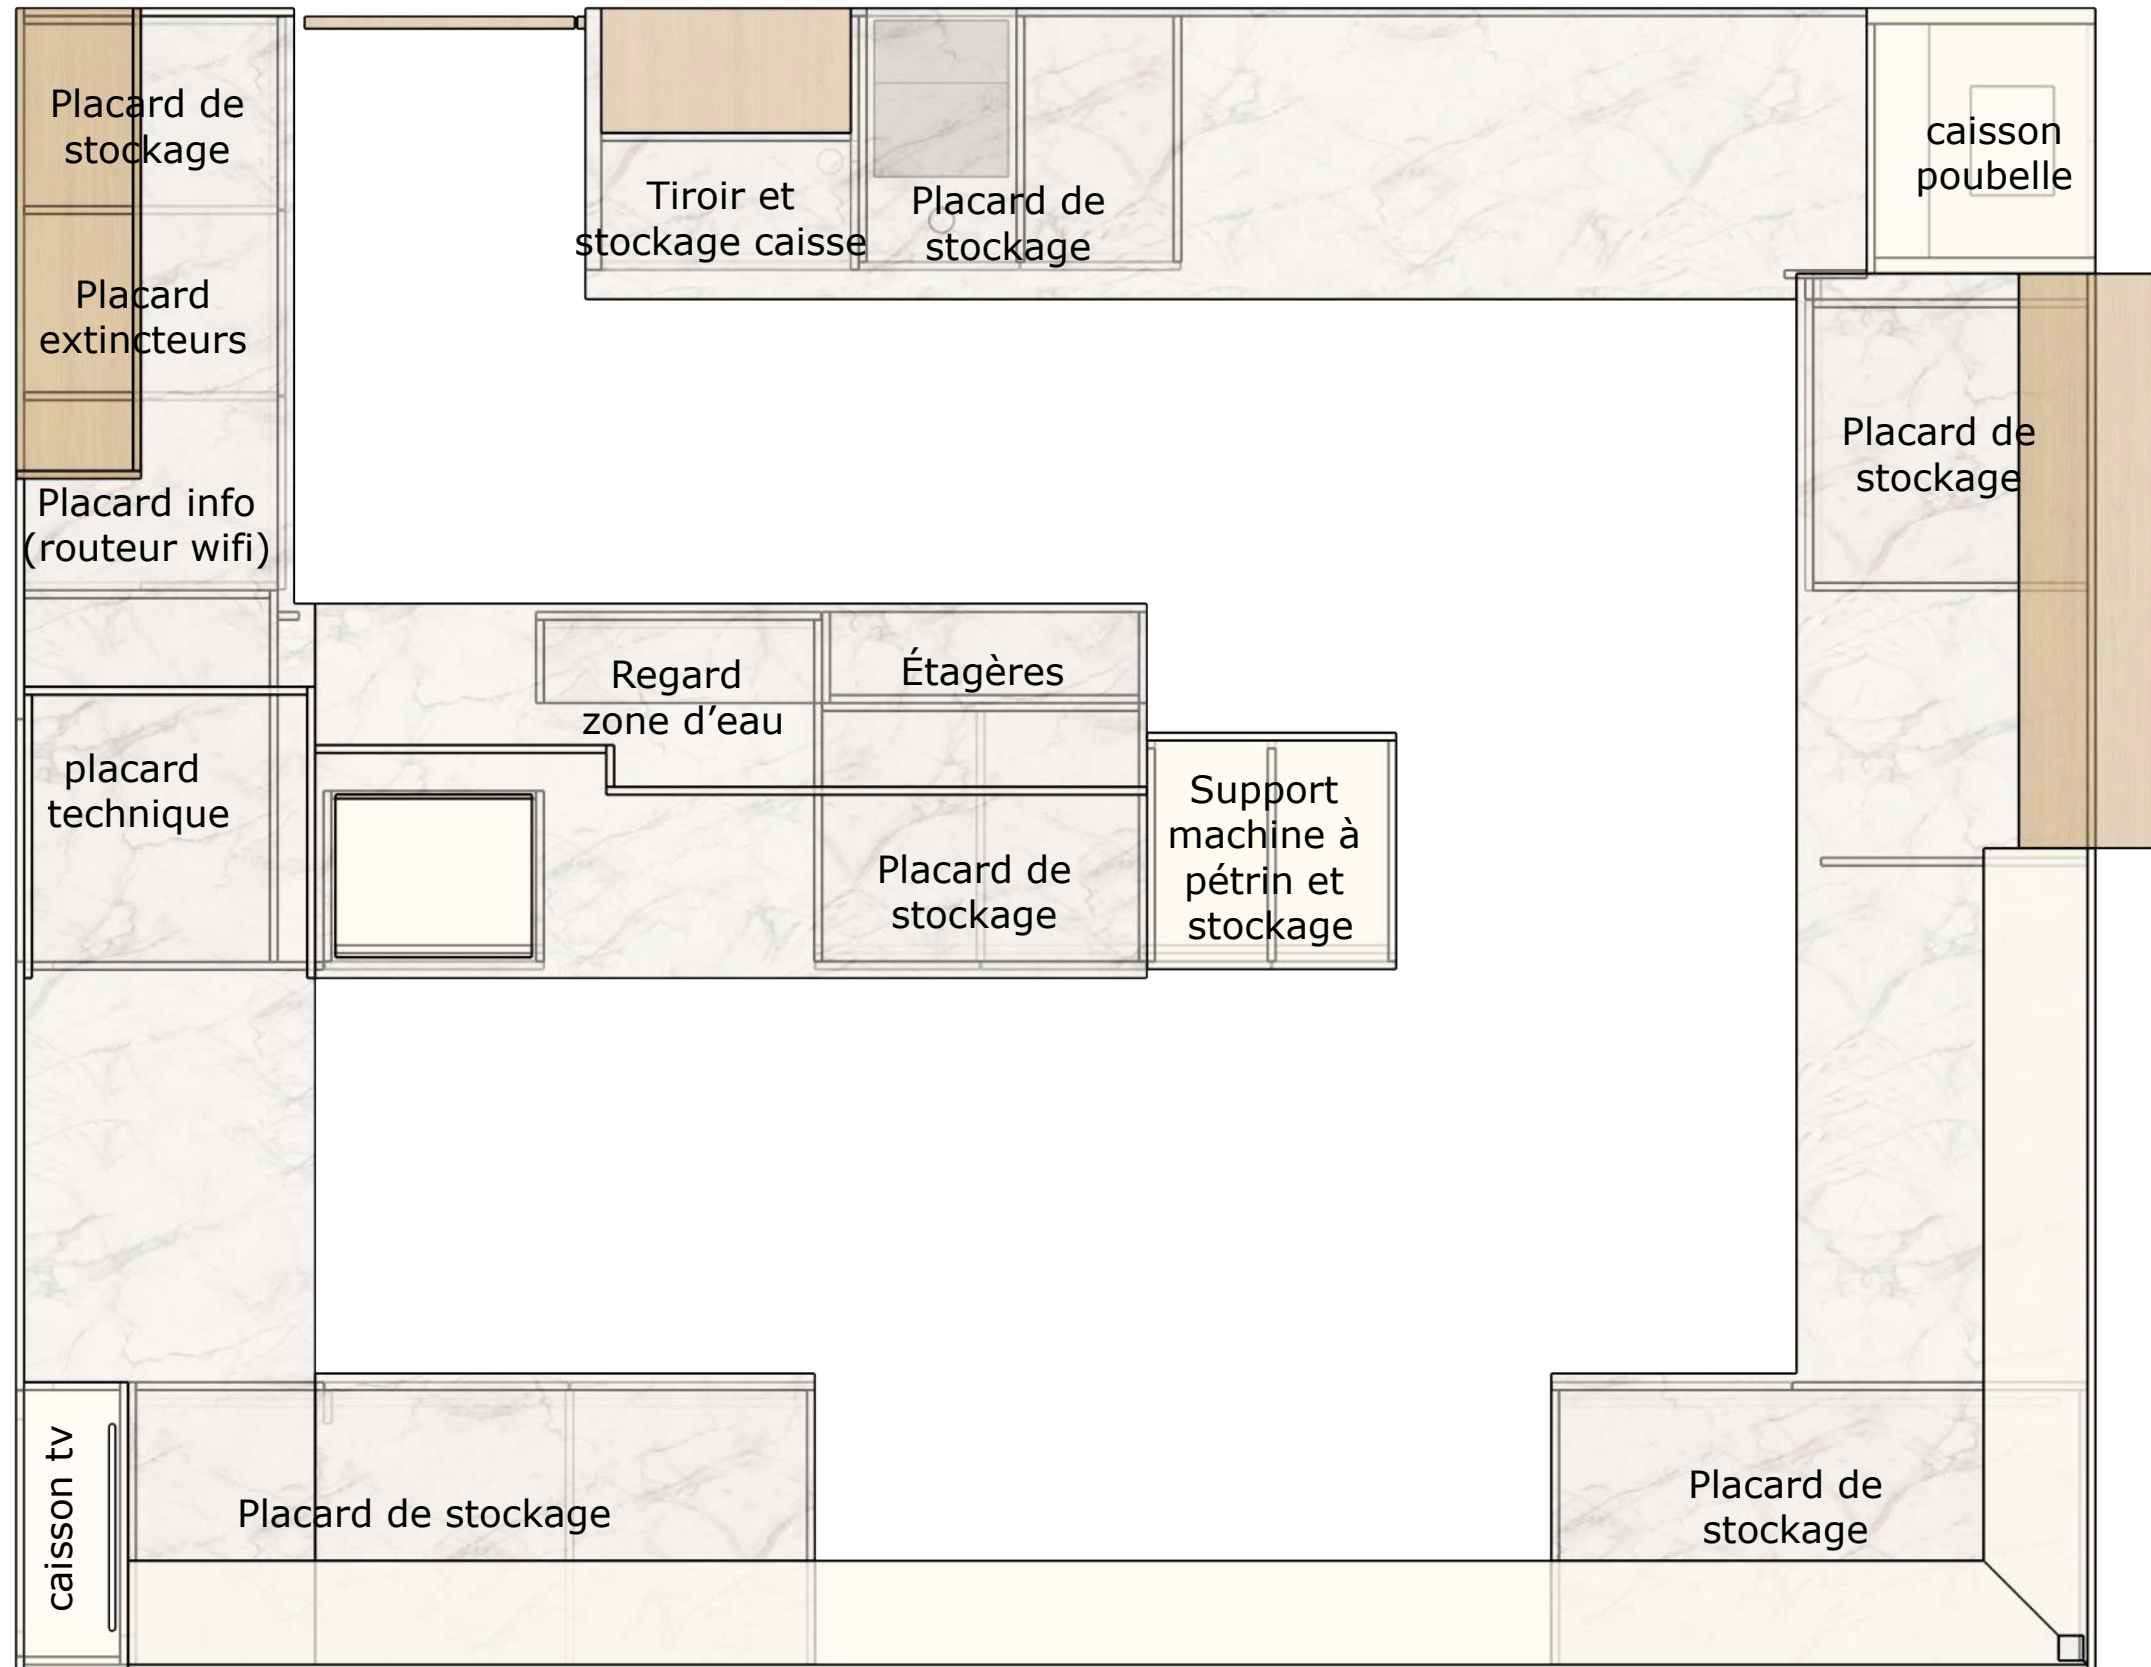 Placard de
stockage
Tiroir et
stockage caisse
Placard de
stockage
caisson
poubelle
Placard
extincteurs
Placard info
(routeur wifi)
Placard de
stockage
Regard
zone d’eau
Étagères
placard
technique
Support
machine à
pétrin et
stockage
Placard de
stockage
caisson tv
Placard de stockage
Placard de
stockage